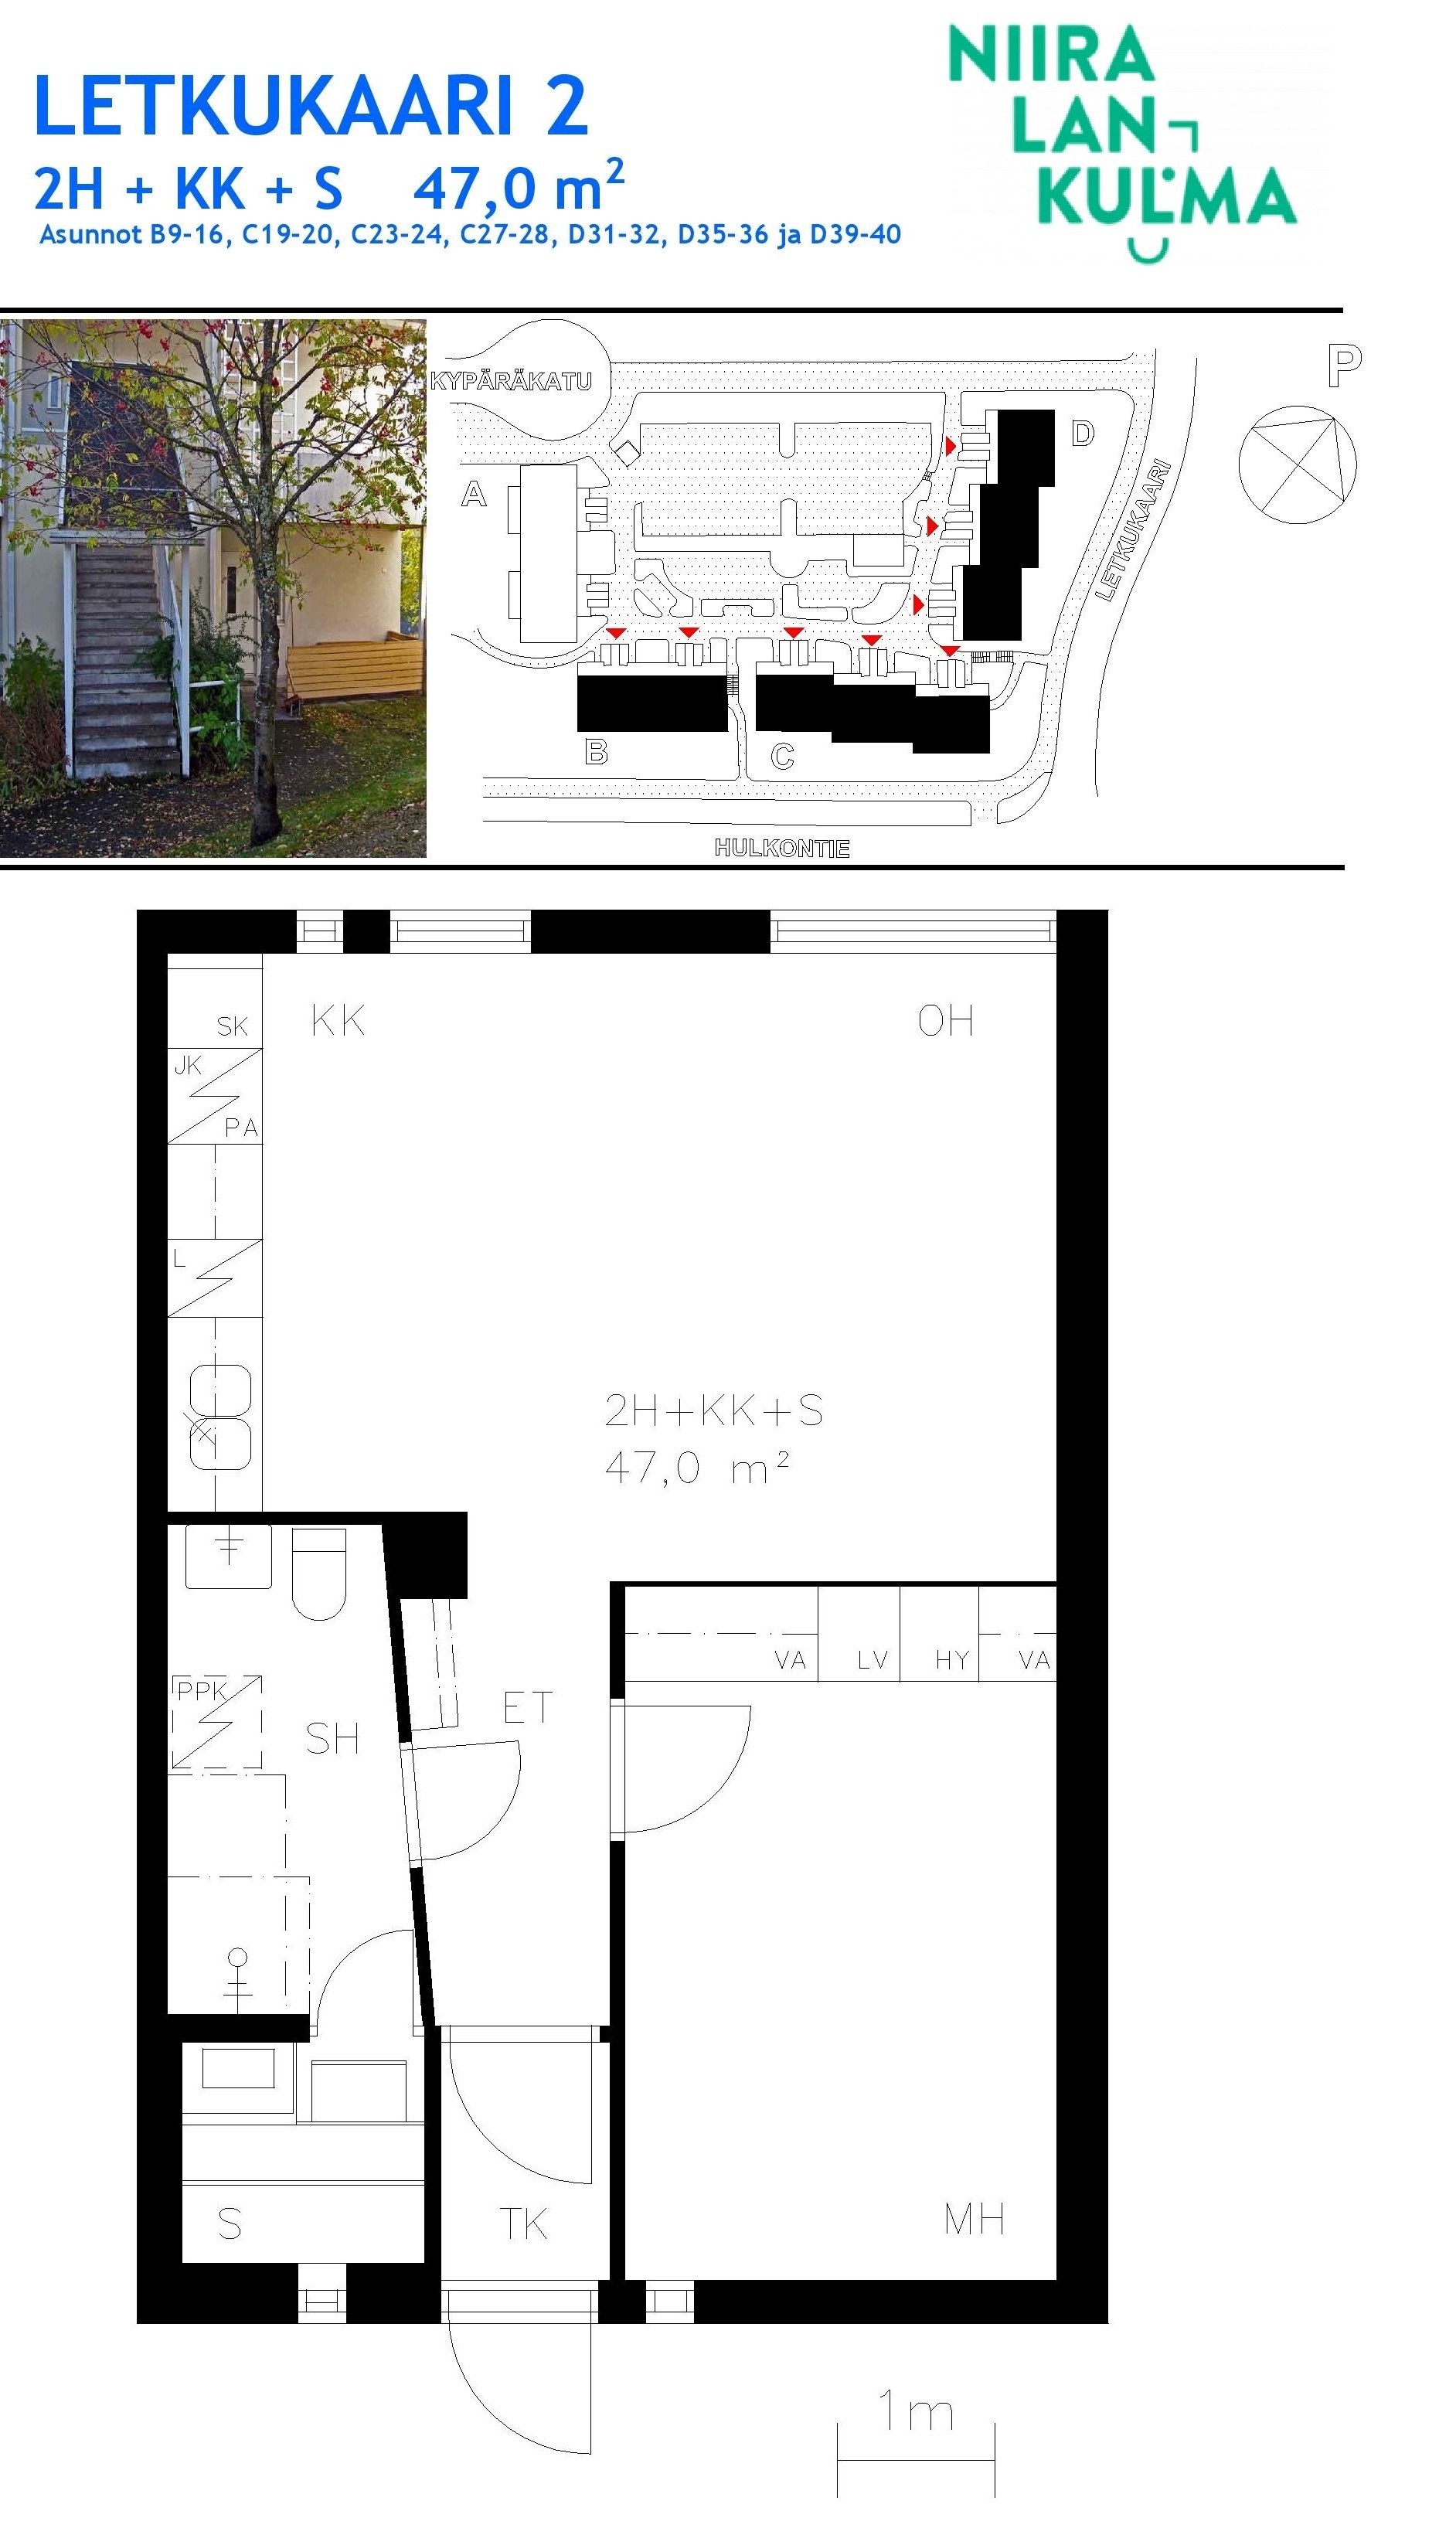 LETKUKAARI 2
2H + KK + S 47,0 m²
Asunnot B9-16, C19-20, C23-24, C27-28, D31-32, D35-36 ja D39-40
NIIRA
LAN
KULMA
KYPÄRÄKATU
P
A
D
LETKUKAARI
B
C
HULKONTIE
KK
OH
SK
JK
PA
L
2H+KK+S
47,0 m²
VA
LV
HY
VA
PPK
SH
ET
S
TK
MH
1m